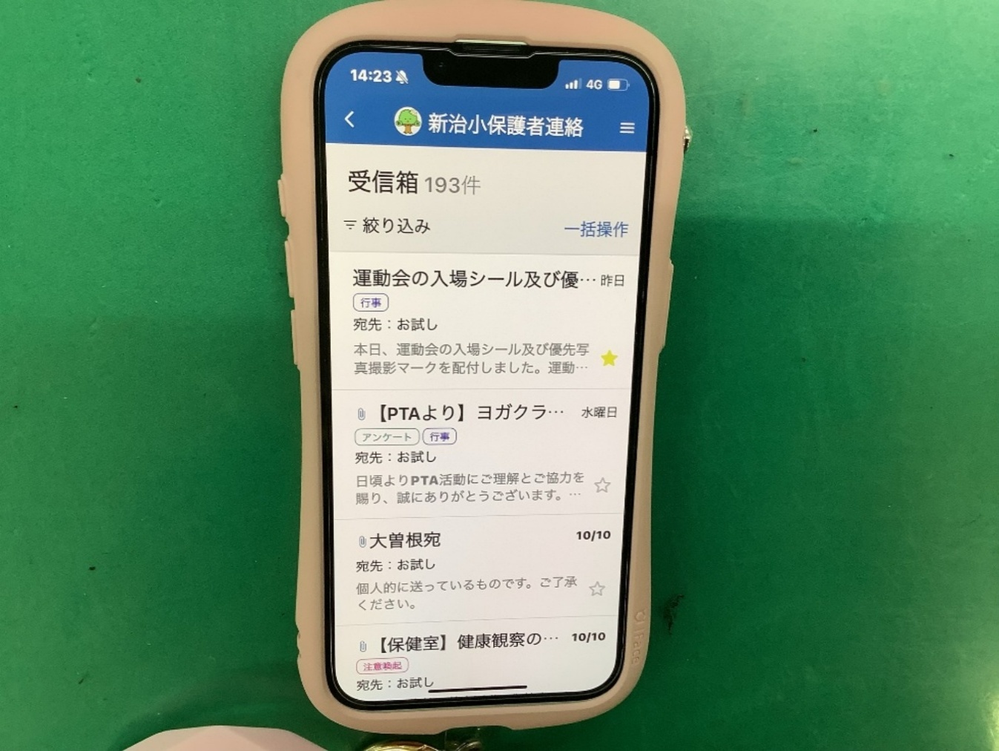 14:23
4G
新治小保護者連絡
受信箱 193件
絞り込み
一括操作
運動会の入場シール及び優… 昨日
行事
宛先：お試し
本日、運動会の入場シール及び優先写
真撮影マークを配付しました。運動…
【PTAより】ヨガクラ… 水曜日
アンケート 行事
宛先：お試し
日頃よりPTA活動にご理解とご協力を
賜り、誠にありがとうございます。…
大曽根宛 10/10
宛先：お試し
個人的に送っているものです。ご了承
ください。
【保健室】健康観察の… 10/10
注意喚起
宛先：お試し
iFace